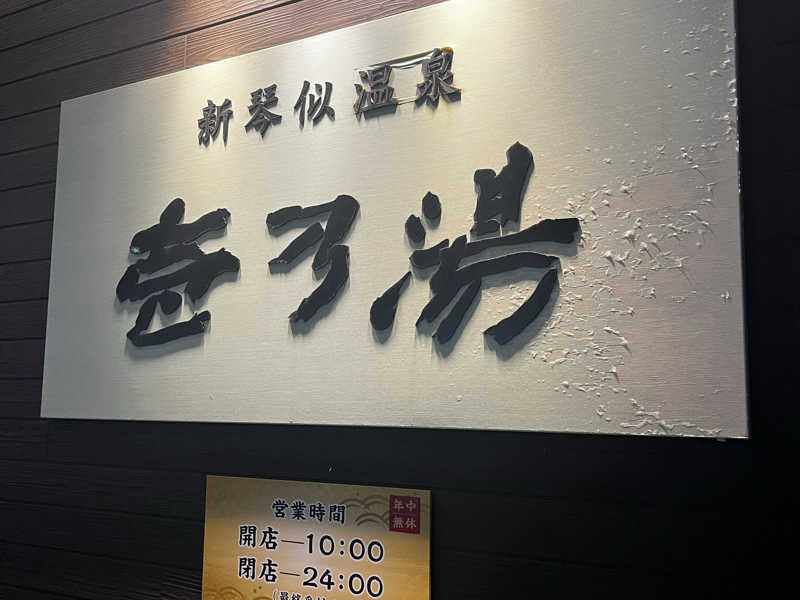 新琴似温泉
壱乃湯
営業時間
年中
無休
開店—10:00
閉店—24:00